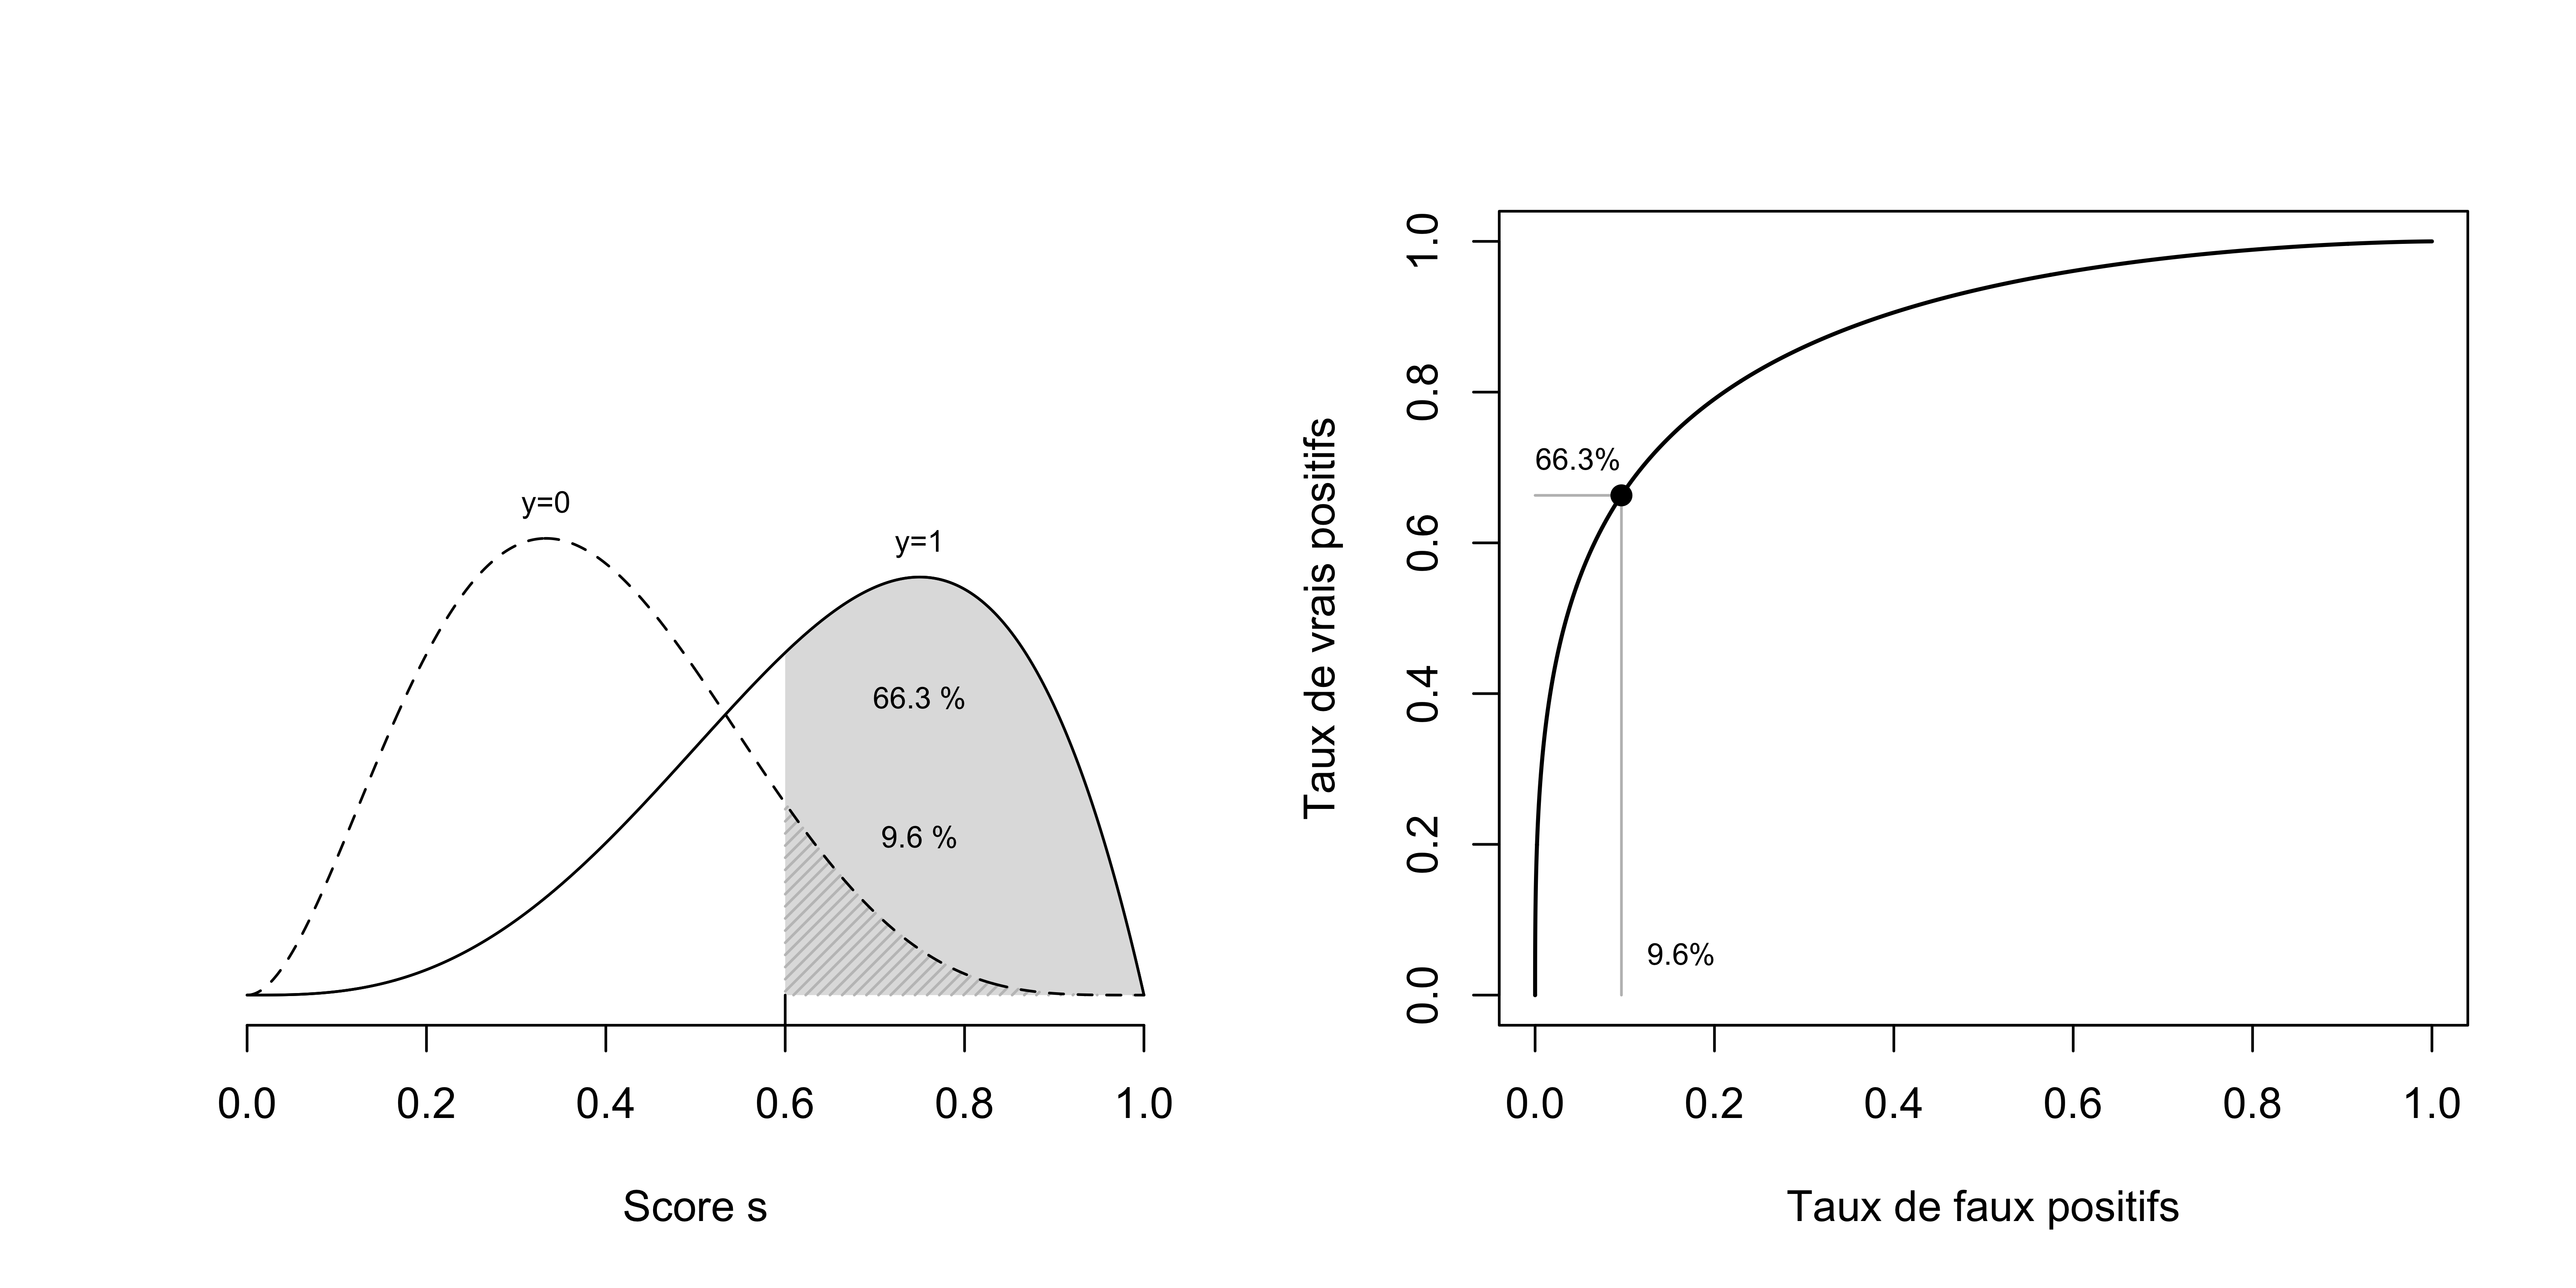 y=0
y=1
66.3 %
9.6 %
0.0 0.2 0.4 0.6 0.8 1.0
Score s
Taux de vrais positifs
1.0
0.8
0.6
0.4
0.2
0.0
66.3%
9.6%
0.0 0.2 0.4 0.6 0.8 1.0
Taux de faux positifs